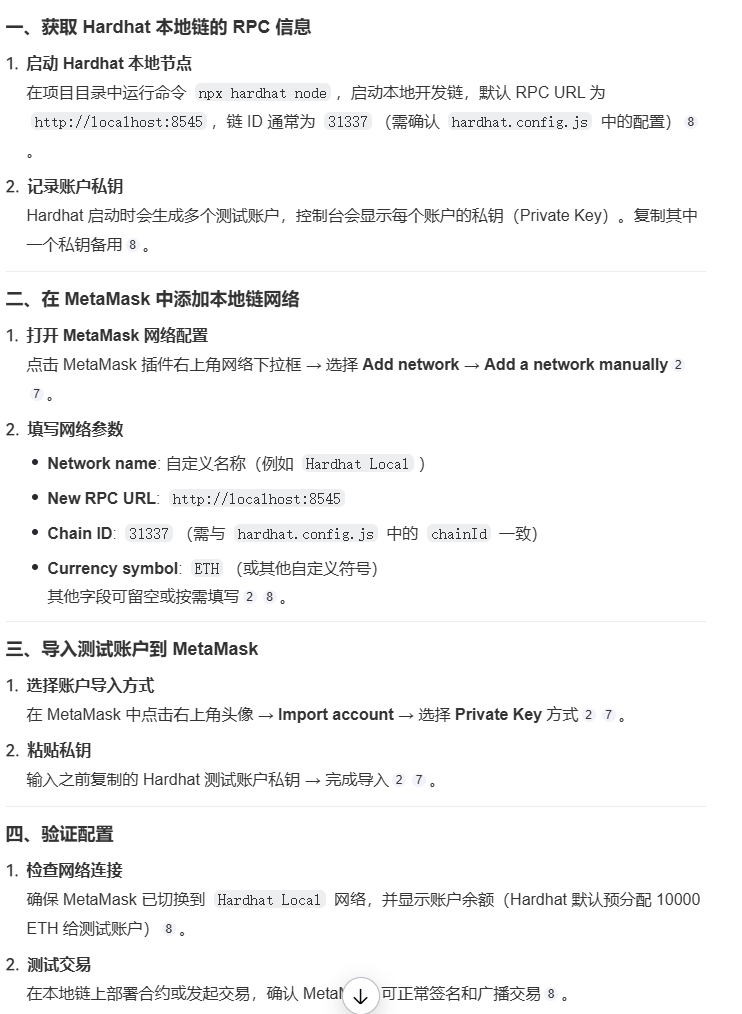 一、获取 Hardhat 本地链的 RPC 信息
1. 启动 Hardhat 本地节点
在项目目录中运行命令 npx hardhat node ，启动本地开发链，默认 RPC URL 为
http://localhost:8545 ，链 ID 通常为 31337 （需确认 hardhat.config.js 中的配置） 8
。
2. 记录账户私钥
Hardhat 启动时会生成多个测试账户，控制台会显示每个账户的私钥（Private Key）。复制其中
一个私钥备用 8 。
二、在 MetaMask 中添加本地链网络
1. 打开 MetaMask 网络配置
点击 MetaMask 插件右上角网络下拉框 → 选择 Add network → Add a network manually 2
7 。
2. 填写网络参数
• Network name: 自定义名称（例如 Hardhat Local ）
• New RPC URL: http://localhost:8545
• Chain ID: 31337 （需与 hardhat.config.js 中的 chainId 一致）
• Currency symbol: ETH （或其他自定义符号）
其他字段可留空或按需填写 2 8 。
三、导入测试账户到 MetaMask
1. 选择账户导入方式
在 MetaMask 中点击右上角头像 → Import account → 选择 Private Key 方式 2 7 。
2. 粘贴私钥
输入之前复制的 Hardhat 测试账户私钥 → 完成导入 2 7 。
四、验证配置
1. 检查网络连接
确保 MetaMask 已切换到 Hardhat Local 网络，并显示账户余额（Hardhat 默认预分配 10000
ETH 给测试账户） 8 。
2. 测试交易
在本地链上部署合约或发起交易，确认 可正常签名和广播交易 8 。